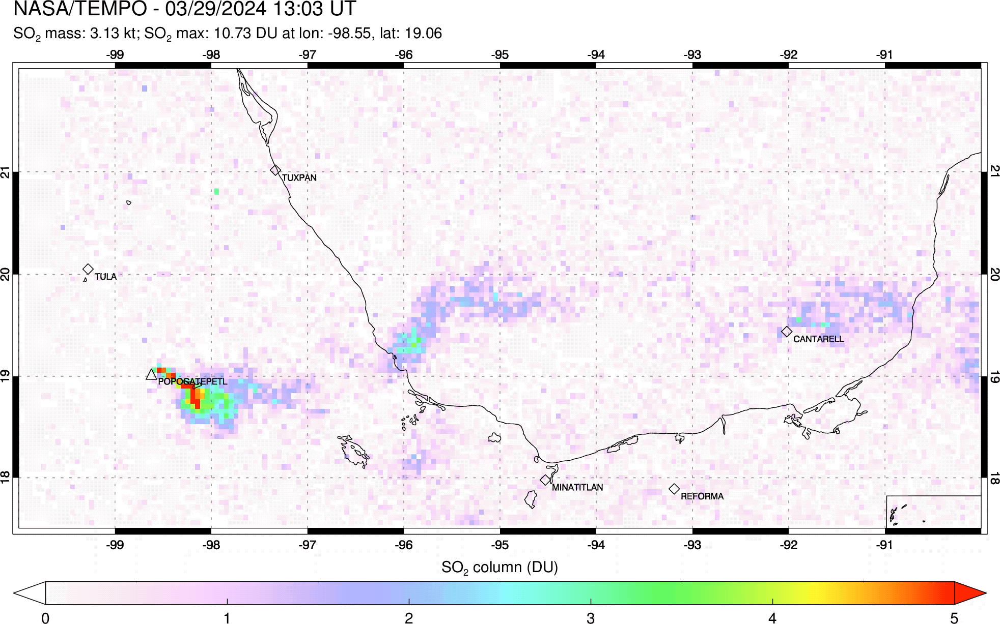 NASA/TEMPO - 03/29/2024 13:03 UT
SO2 mass: 3.13 kt; SO2 max: 10.73 DU at lon: -98.55, lat: 19.06
-99 -98 -97 -96 -95 -94 -93 -92 -91
21 21
TUXPAN
20 20
TULA
CANTARELL
19 19
POPOCATEPETL
18 18
MINATITLAN
REFORMA
-99 -98 -97 -96 -95 -94 -93 -92 -91
SO2 column (DU)
0 1 2 3 4 5